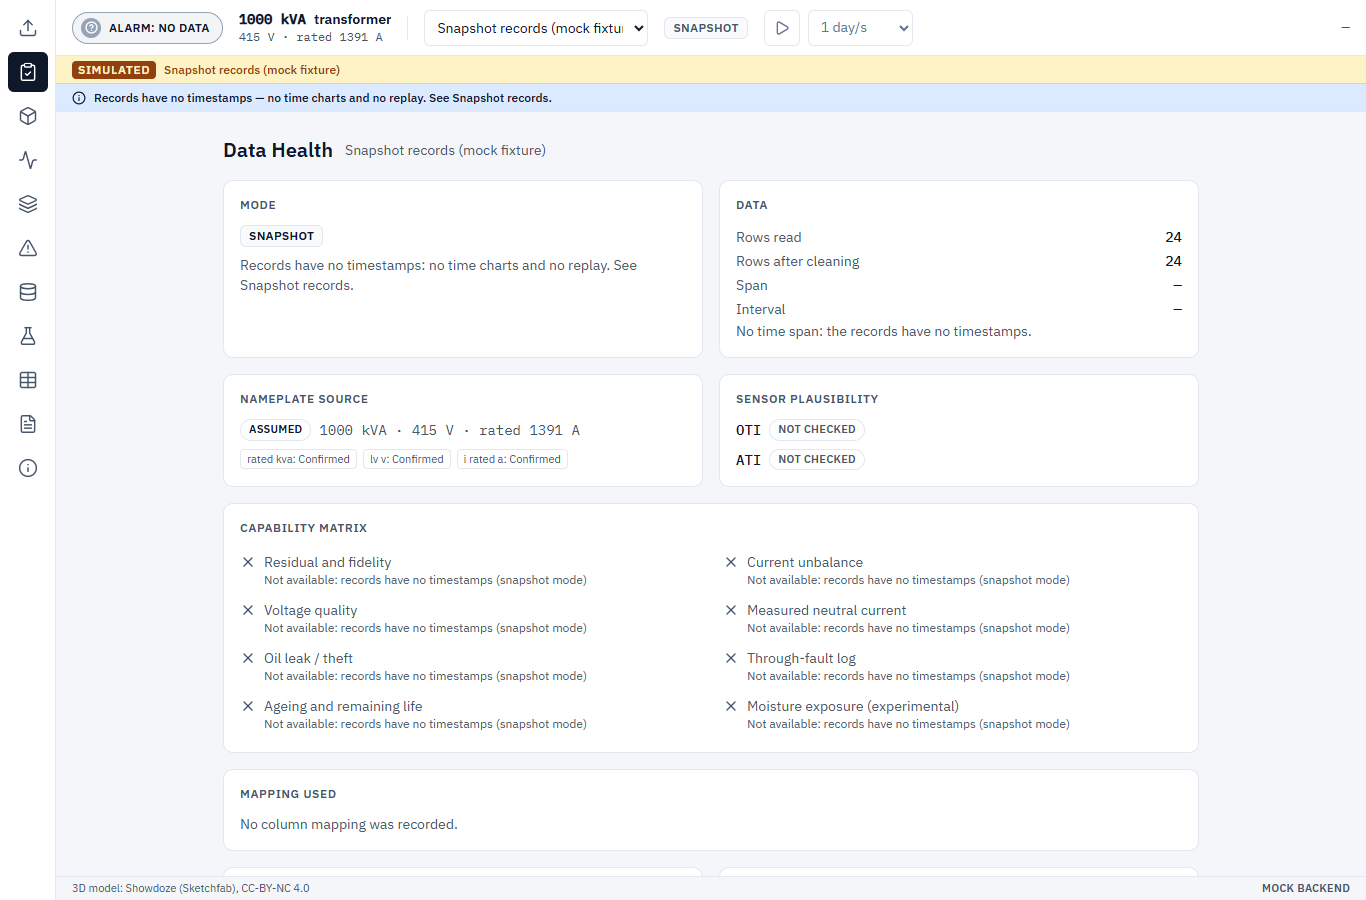 ALARM: NO DATA
1000 kVA transformer
415 V · rated 1391 A
Snapshot records (mock fixtur
SNAPSHOT
1 day/s
—
SIMULATED Snapshot records (mock fixture)
Records have no timestamps — no time charts and no replay. See Snapshot records.
Data Health Snapshot records (mock fixture)
MODE
SNAPSHOT
Records have no timestamps: no time charts and no replay. See
Snapshot records.
DATA
Rows read 24
Rows after cleaning 24
Span —
Interval —
No time span: the records have no timestamps.
NAMEPLATE SOURCE
ASSUMED 1000 kVA · 415 V · rated 1391 A
rated kva: Confirmed lv v: Confirmed i rated a: Confirmed
SENSOR PLAUSIBILITY
OTI NOT CHECKED
ATI NOT CHECKED
CAPABILITY MATRIX
Residual and fidelity
Not available: records have no timestamps (snapshot mode)
Current unbalance
Not available: records have no timestamps (snapshot mode)
Voltage quality
Not available: records have no timestamps (snapshot mode)
Measured neutral current
Not available: records have no timestamps (snapshot mode)
Oil leak / theft
Not available: records have no timestamps (snapshot mode)
Through-fault log
Not available: records have no timestamps (snapshot mode)
Ageing and remaining life
Not available: records have no timestamps (snapshot mode)
Moisture exposure (experimental)
Not available: records have no timestamps (snapshot mode)
MAPPING USED
No column mapping was recorded.
3D model: Showdoze (Sketchfab), CC-BY-NC 4.0
MOCK BACKEND